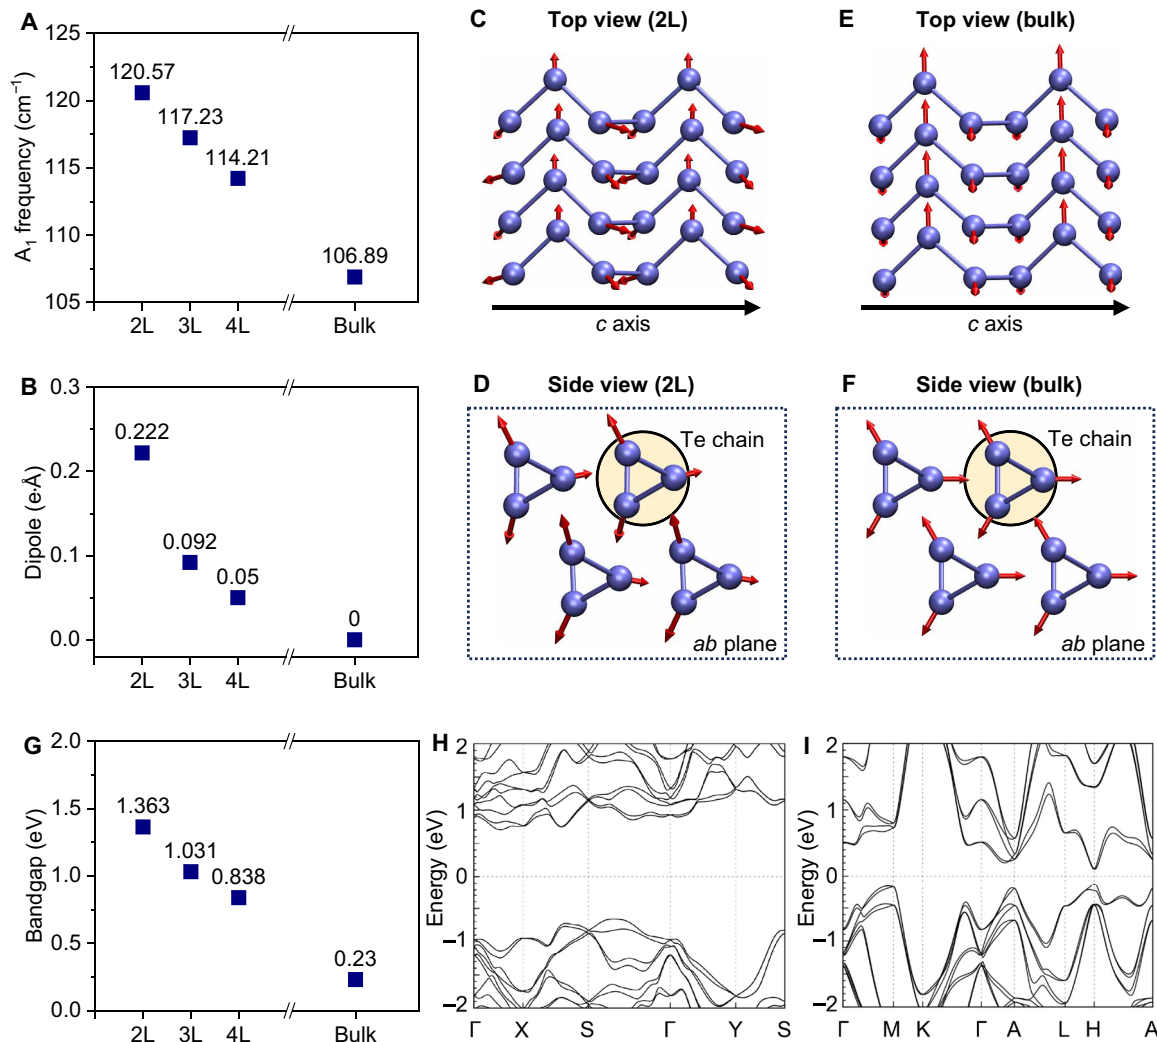 A
125
120
115
110
105
A₁ frequency (cm⁻¹)
120.57
117.23
114.21
106.89
2L
3L
4L
Bulk
B
0.3
0.2
0.1
0.0
Dipole (e·Å)
0.222
0.092
0.05
0
2L
3L
4L
Bulk
C
Top view (2L)
c axis
E
Top view (bulk)
c axis
D
Side view (2L)
Te chain
ab plane
F
Side view (bulk)
Te chain
ab plane
G
2.0
1.5
1.0
0.5
0.0
Bandgap (eV)
1.363
1.031
0.838
0.23
2L
3L
4L
Bulk
H
2
1
0
–1
–2
Energy (eV)
Γ X S Γ Y S
I
2
1
0
–1
–2
Energy (eV)
Γ M K Γ A L H A